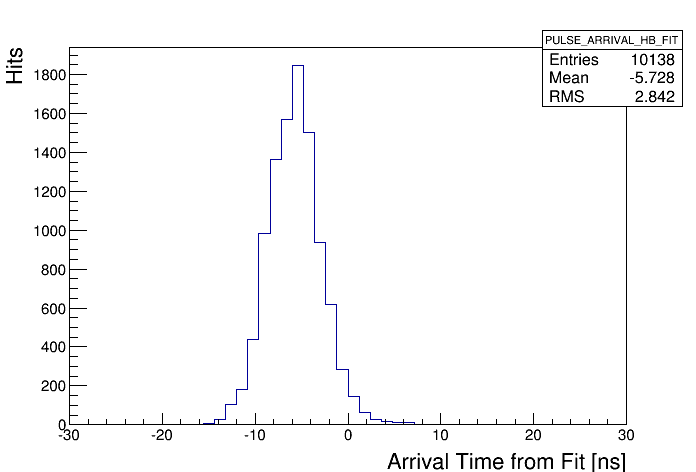 PULSE_ARRIVAL_HB_FIT
Entries 10138
Mean -5.728
RMS 2.842
Hits
1800
1600
1400
1200
1000
800
600
400
200
0
-30 -20 -10 0 10 20 30
Arrival Time from Fit [ns]